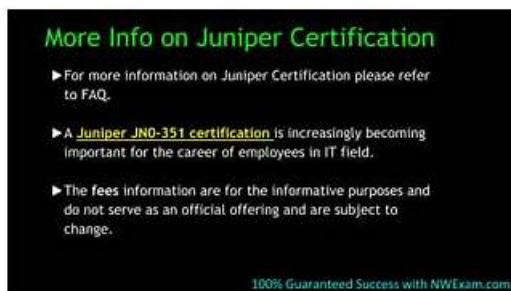 More Info on Juniper Certification
►For more information on Juniper Certification please refer
to FAQ.
►A Juniper JN0-351 certification is increasingly becoming
important for the career of employees in IT field.
►The fees information are for the informative purposes and
do not serve as an official offering and are subject to
change.
100% Guaranteed Success with NWExam.com